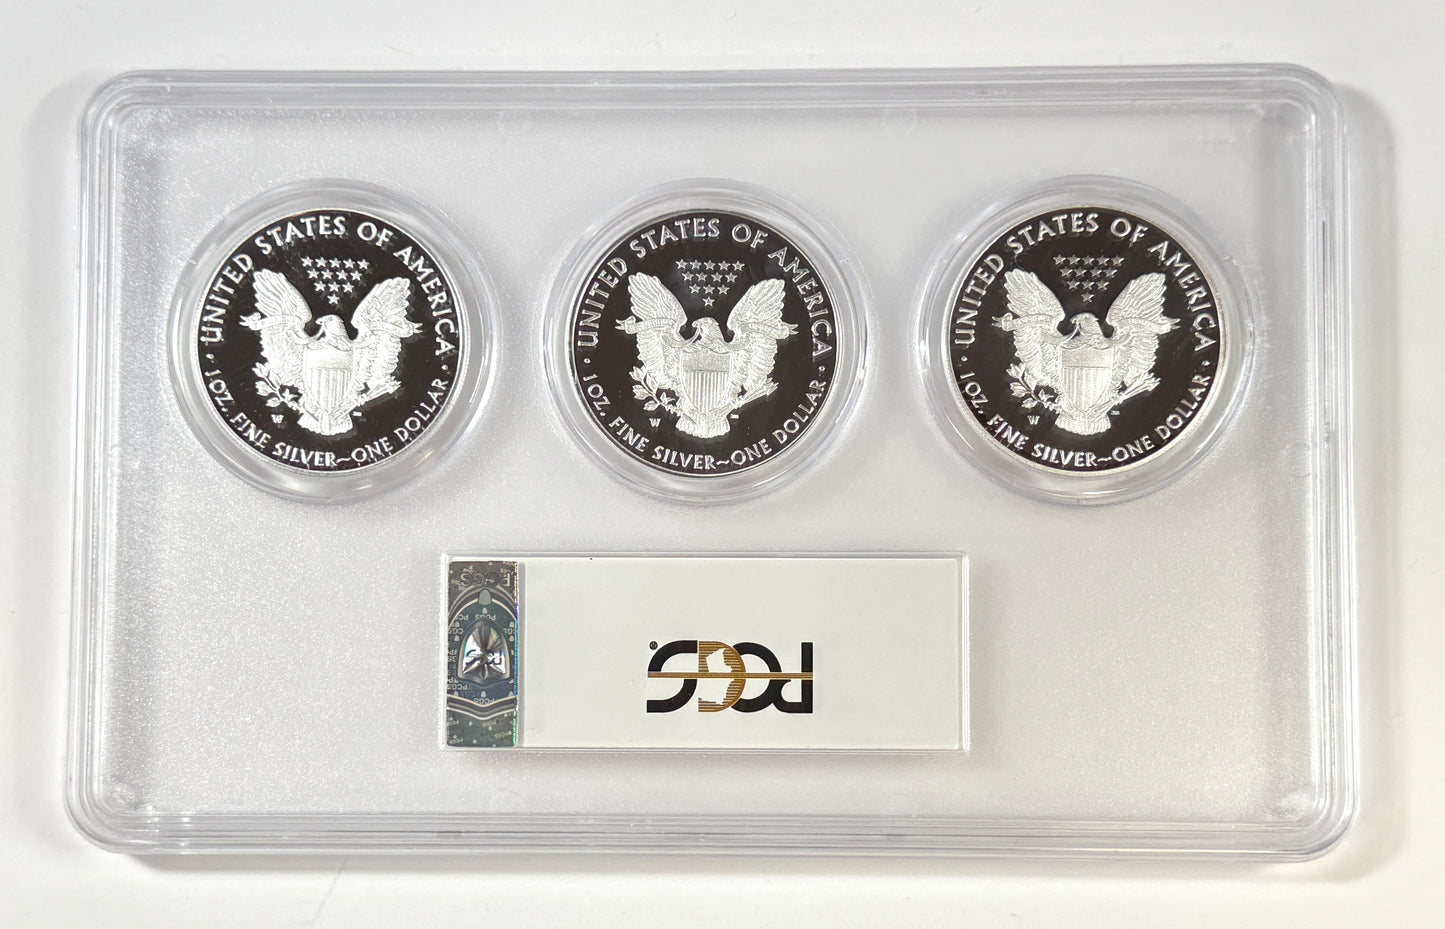 UNITED STATES OF AMERICA
W
· 1 OZ. FINE SILVER~ONE DOLLAR ·
UNITED STATES OF AMERICA
W
· 1 OZ. FINE SILVER~ONE DOLLAR ·
UNITED STATES OF AMERICA
W
· 1 OZ. FINE SILVER~ONE DOLLAR ·
PCGS
PCGS ®